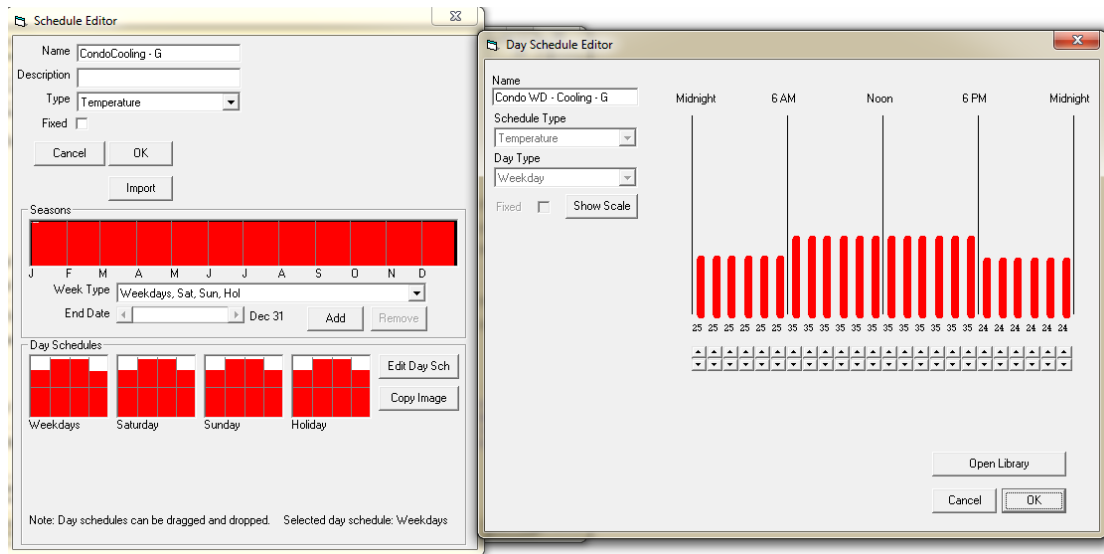 Schedule Editor
Name CondoCooling - G
Description
Type Temperature
Fixed
Cancel OK
Import
Seasons
J F M A M J J A S O N D
Week Type Weekdays, Sat, Sun, Hol
End Date Dec 31 Add Remove
Day Schedules
Edit Day Sch
Copy Image
Weekdays Saturday Sunday Holiday
Note: Day schedules can be dragged and dropped. Selected day schedule: Weekdays
Day Schedule Editor
Name
Condo WD - Cooling - G
Schedule Type
Temperature
Day Type
Weekday
Fixed Show Scale
Midnight 6 AM Noon 6 PM Midnight
25 25 25 25 25 25 35 35 35 35 35 35 35 35 35 35 35 35 24 24 24 24 24 24
Open Library
Cancel OK